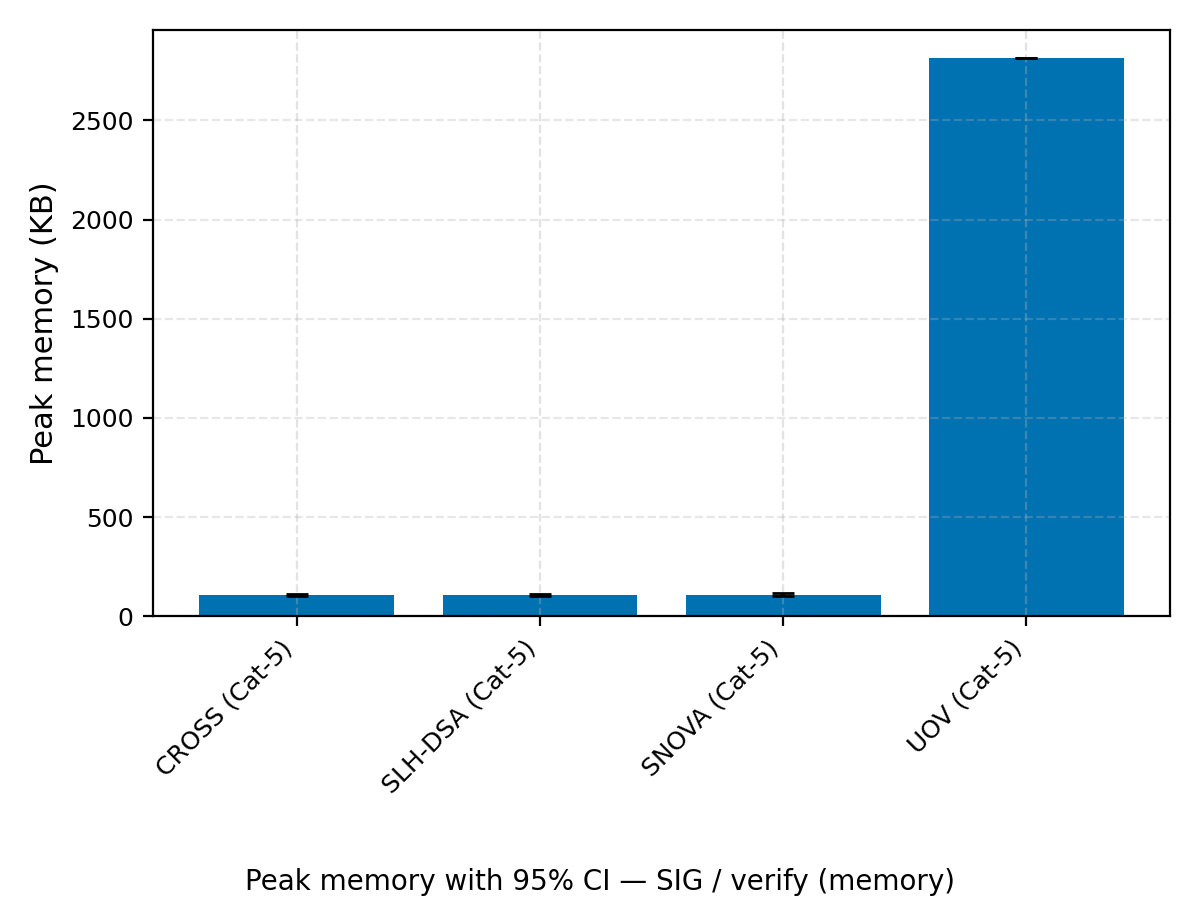 Peak memory (KB)
2500
2000
1500
1000
500
0
CROSS (Cat-5)
SLH-DSA (Cat-5)
SNOVA (Cat-5)
UOV (Cat-5)
Peak memory with 95% CI — SIG / verify (memory)